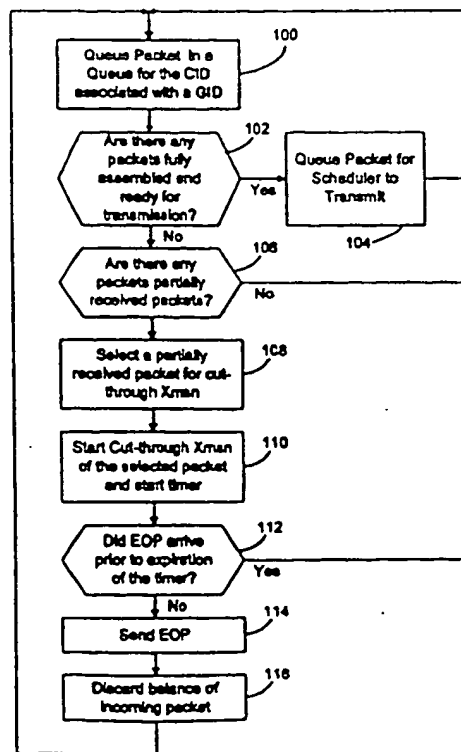 Queue Packet in a
Queue for the CID
associated with a GID
100
Are there any
packets fully
assembled and
ready for
transmission?
102
Yes
No
Queue Packet for
Scheduler to
Transmit
104
Are there any
packets partially
received packets?
106
No
Select a partially
received packet for cut-
through Xman
108
Start Cut-through Xman
of the selected packet
and start timer
110
Did EOP arrive
prior to expiration
of the timer?
112
Yes
No
Send EOP
114
Discard balance of
incoming packet
116